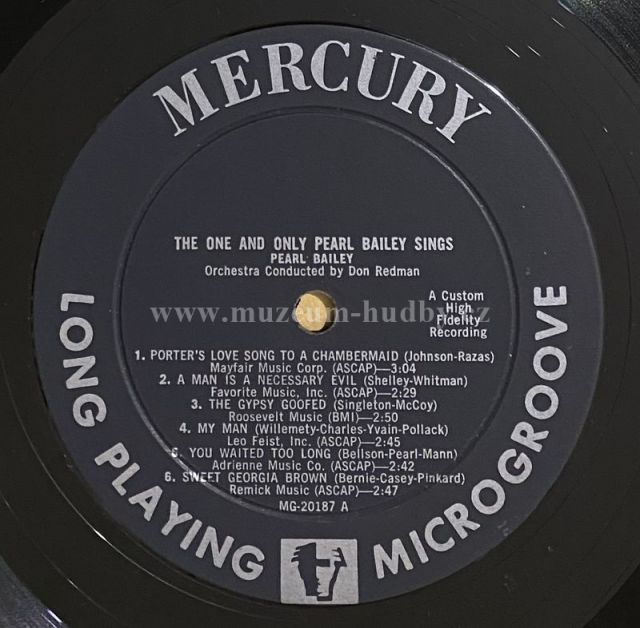 MERCURY
THE ONE AND ONLY PEARL BAILEY SINGS
PEARL BAILEY
Orchestra Conducted by Don Redman
A Custom
High
Fidelity
Recording
www.muzeum-hudby.cz
1. PORTER'S LOVE SONG TO A CHAMBERMAID (Johnson-Razas)
Mayfair Music Corp. (ASCAP)—3:04
2. A MAN IS A NECESSARY EVIL (Shelley-Whitman)
Favorite Music, Inc. (ASCAP)—2:29
3. THE GYPSY GOOFED (Singleton-McCoy)
Roosevelt Music (BMI)—2:50
4. MY MAN (Willemety-Charles-Yvain-Pollack)
Leo Feist, Inc. (ASCAP)—2:45
5. YOU WAITED TOO LONG (Bellson-Pearl-Mann)
Adrienne Music Co. (ASCAP)—2:42
6. SWEET GEORGIA BROWN (Bernie-Casey-Pinkard)
Remick Music (ASCAP)—2:47
MG-20187 A
LONG PLAYING MICROGROOVE